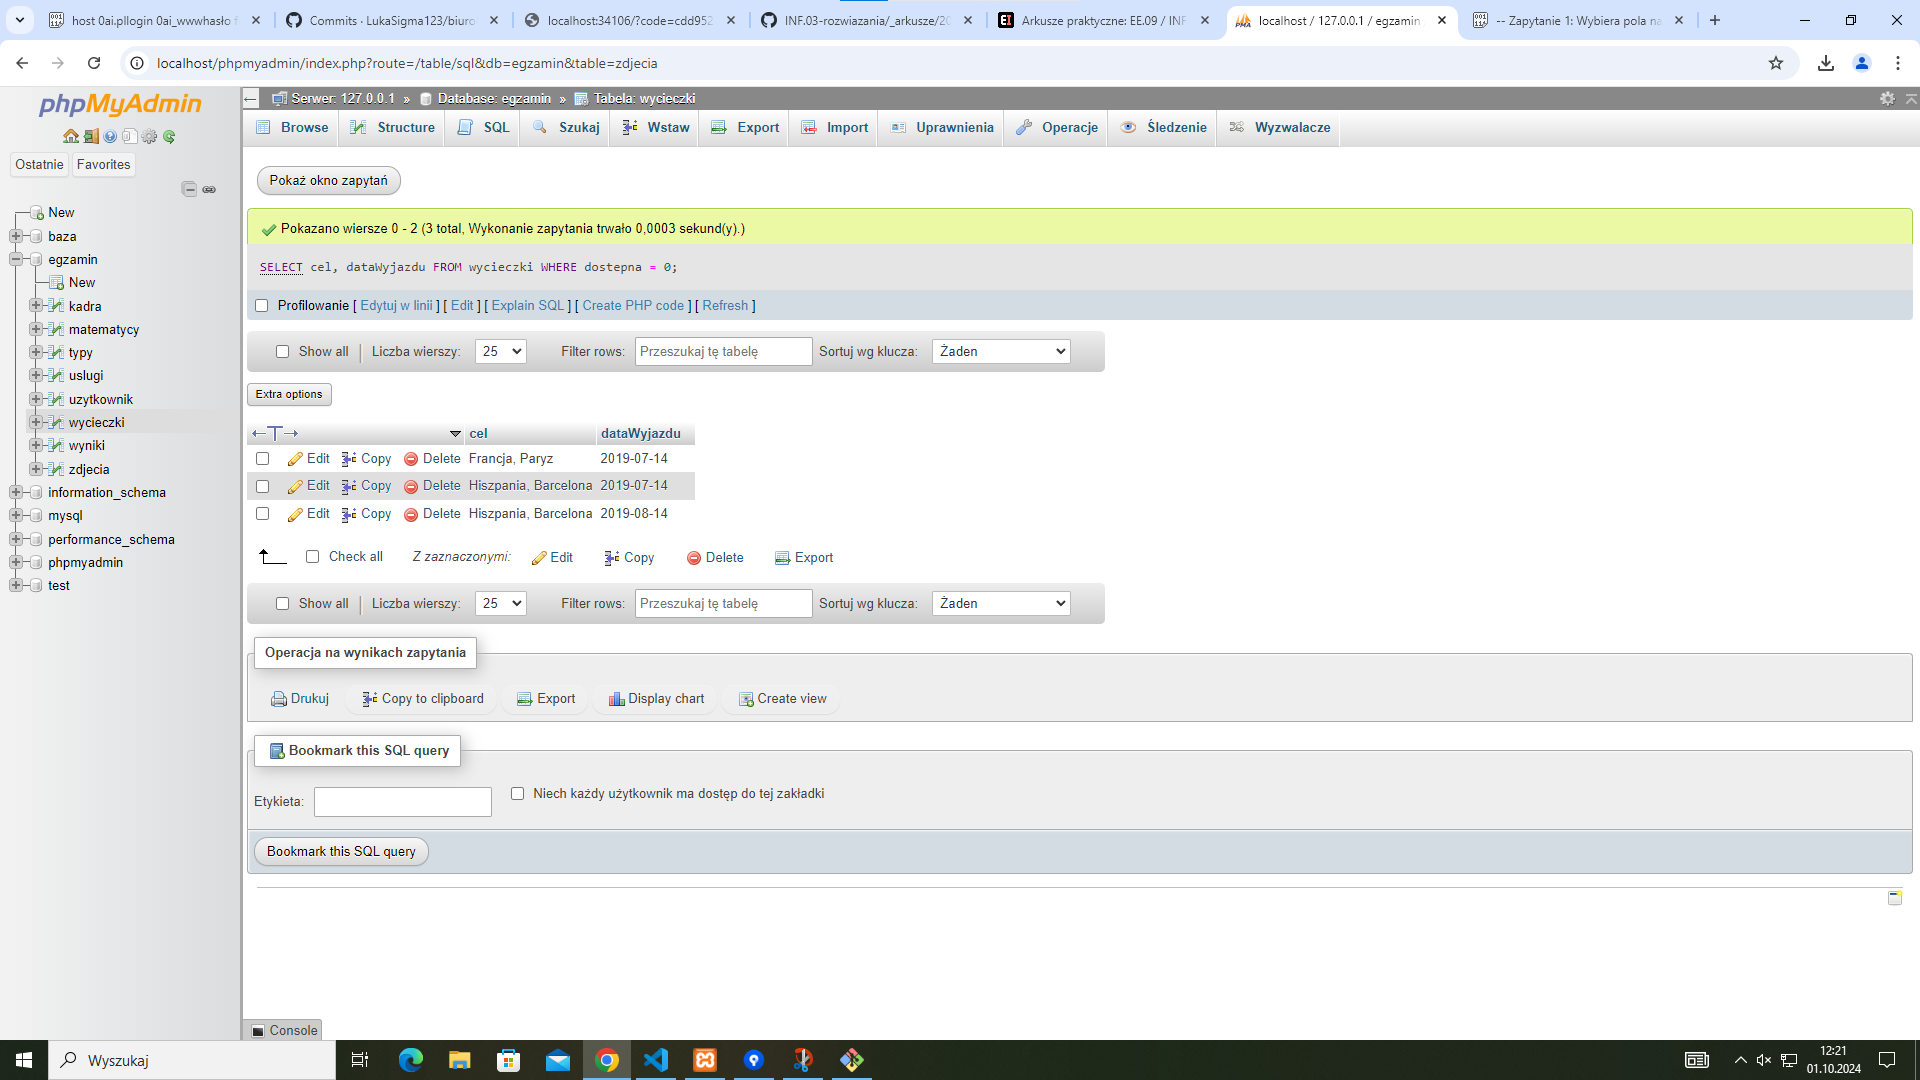 host 0ai.pllogin 0ai_wwwhasło f
Commits · LukaSigma123/biuro
localhost:34106/?code=cdd952
INF.03-rozwiazania/_arkusze/20
Arkusze praktyczne: EE.09 / INF
localhost / 127.0.0.1 / egzamin
-- Zapytanie 1: Wybiera pola na
localhost/phpmyadmin/index.php?route=/table/sql&db=egzamin&table=zdjecia
phpMyAdmin
Ostatnie Favorites
New
baza
egzamin
New
kadra
matematycy
typy
uslugi
uzytkownik
wycieczki
wyniki
zdjecia
information_schema
mysql
performance_schema
phpmyadmin
test
Serwer: 127.0.0.1 » Database: egzamin » Tabela: wycieczki
Browse Structure SQL Szukaj Wstaw Export Import Uprawnienia Operacje Śledzenie Wyzwalacze
Pokaż okno zapytań
Pokazano wiersze 0 - 2 (3 total, Wykonanie zapytania trwało 0,0003 sekund(y).)
SELECT cel, dataWyjazdu FROM wycieczki WHERE dostepna = 0;
Profilowanie [ Edytuj w linii ] [ Edit ] [ Explain SQL ] [ Create PHP code ] [ Refresh ]
Show all Liczba wierszy: 25 Filter rows: Przeszukaj tę tabelę Sortuj wg klucza: Żaden
Extra options
←T→ cel dataWyjazdu
Edit Copy Delete Francja, Paryz 2019-07-14
Edit Copy Delete Hiszpania, Barcelona 2019-07-14
Edit Copy Delete Hiszpania, Barcelona 2019-08-14
Check all Z zaznaczonymi: Edit Copy Delete Export
Show all Liczba wierszy: 25 Filter rows: Przeszukaj tę tabelę Sortuj wg klucza: Żaden
Operacja na wynikach zapytania
Drukuj Copy to clipboard Export Display chart Create view
Bookmark this SQL query
Etykieta: Niech każdy użytkownik ma dostęp do tej zakładki
Bookmark this SQL query
Console
Wyszukaj
12:21
01.10.2024